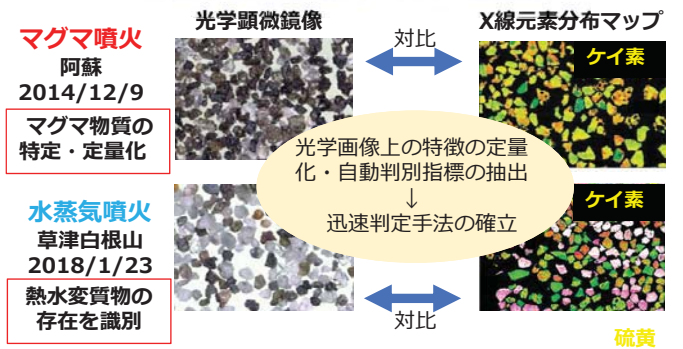 光学顕微鏡像
X線元素分布マップ
マグマ噴火
阿蘇
2014/12/9
マグマ物質の
特定・定量化
対比
ケイ素
光学画像上の特徴の定量
化・自動判別指標の抽出
↓
迅速判定手法の確立
水蒸気噴火
草津白根山
2018/1/23
熱水変質物の
存在を識別
ケイ素
対比
硫黄